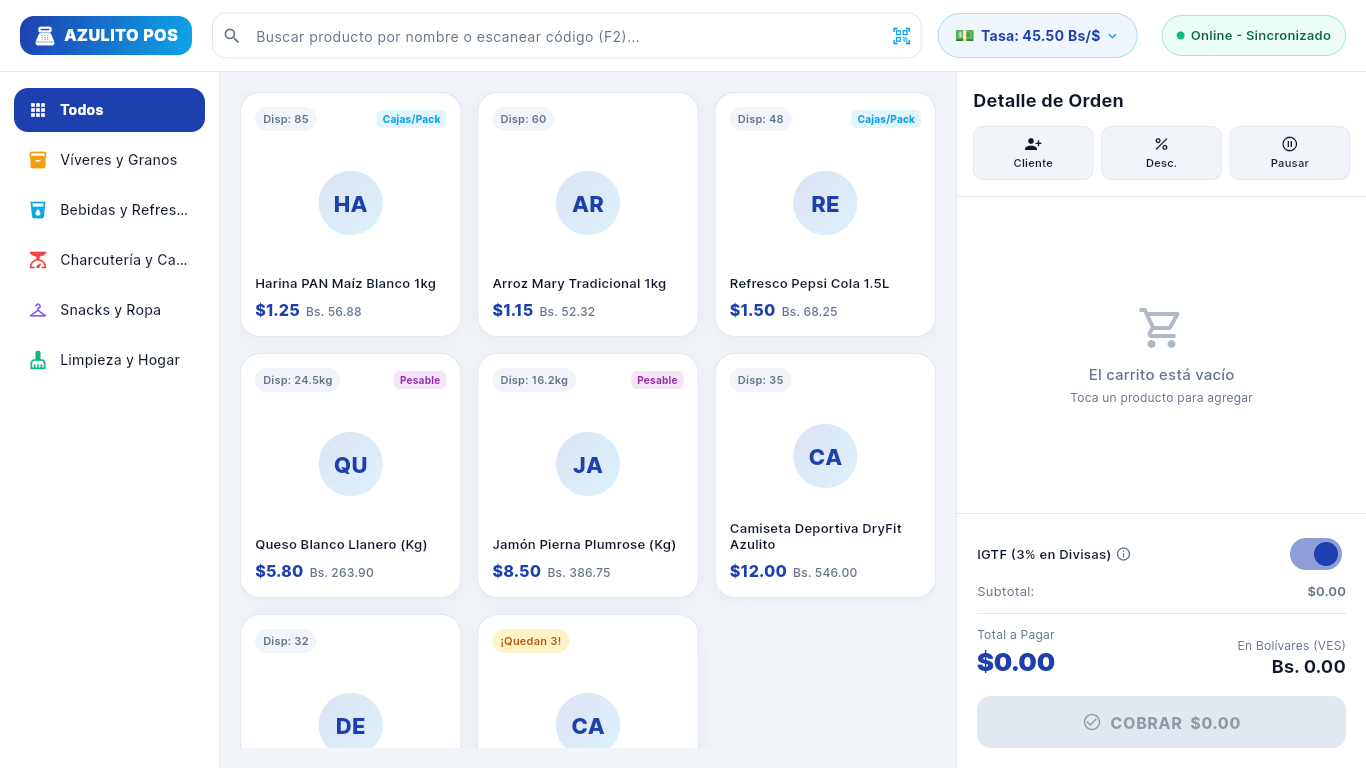 AZULITO POS
Buscar producto por nombre o escanear código (F2)...
Tasa: 45.50 Bs/$
Online - Sincronizado
Todos
Víveres y Granos
Bebidas y Refres...
Charcutería y Ca...
Snacks y Ropa
Limpieza y Hogar
Disp: 85
Cajas/Pack
HA
Harina PAN Maíz Blanco 1kg
$1.25 Bs. 56.88
Disp: 60
AR
Arroz Mary Tradicional 1kg
$1.15 Bs. 52.32
Disp: 48
Cajas/Pack
RE
Refresco Pepsi Cola 1.5L
$1.50 Bs. 68.25
Disp: 24.5kg
Pesable
QU
Queso Blanco Llanero (Kg)
$5.80 Bs. 263.90
Disp: 16.2kg
Pesable
JA
Jamón Pierna Plumrose (Kg)
$8.50 Bs. 386.75
Disp: 35
CA
Camiseta Deportiva DryFit
Azulito
$12.00 Bs. 546.00
Disp: 32
DE
¡Quedan 3!
CA
Detalle de Orden
Cliente
Desc.
Pausar
El carrito está vacío
Toca un producto para agregar
IGTF (3% en Divisas)
Subtotal:
$0.00
Total a Pagar
$0.00
En Bolívares (VES)
Bs. 0.00
COBRAR $0.00